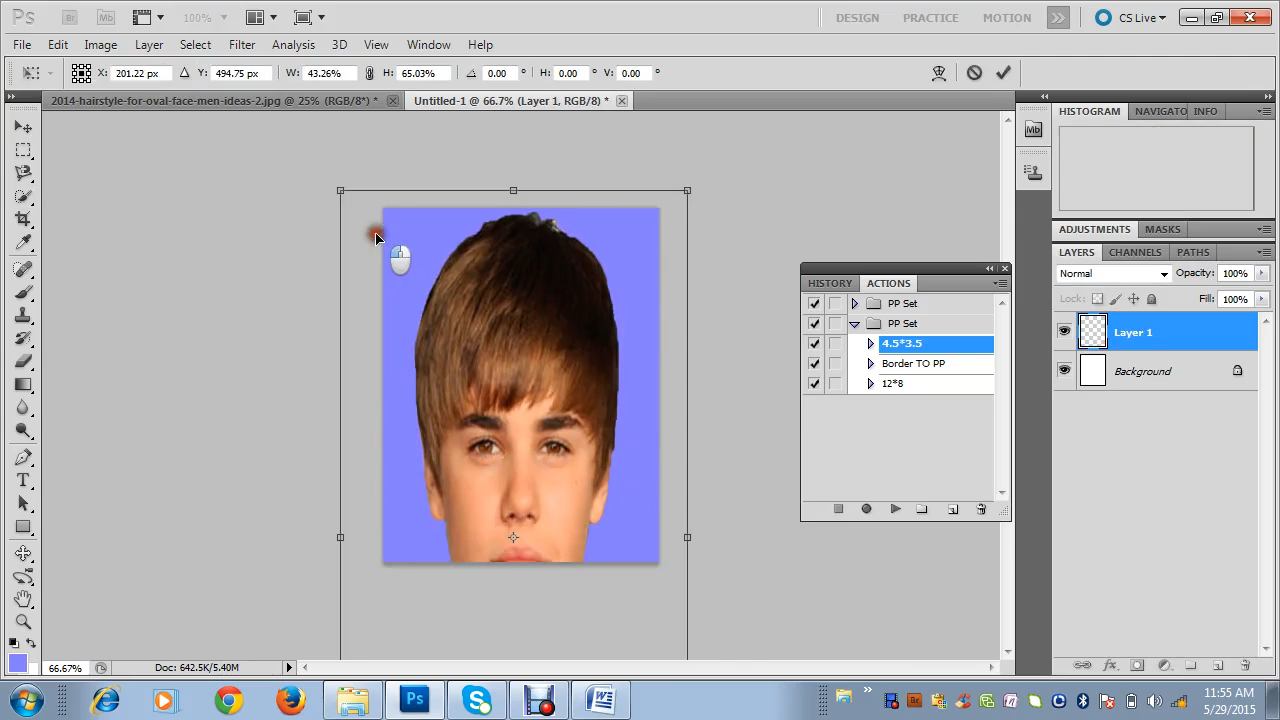 Ps Br Mb 100% DESIGN PRACTICE MOTION CS Live
File Edit Image Layer Select Filter Analysis 3D View Window Help
X: 201.22 px Y: 494.75 px W: 43.26% H: 65.03% 0.00 ° H: 0.00 ° V: 0.00 °
2014-hairstyle-for-oval-face-men-ideas-2.jpg @ 25% (RGB/8*) * Untitled-1 @ 66.7% (Layer 1, RGB/8) *
HISTOGRAM NAVIGATO INFO
Mb
ADJUSTMENTS MASKS
LAYERS CHANNELS PATHS
Normal Opacity: 100%
Lock: Fill: 100%
HISTORY ACTIONS
PP Set
PP Set
4.5*3.5
Border TO PP
12*8
Layer 1
Background
T
66.67% Doc: 642.5K/5.40M
Ps
11:55 AM
5/29/2015